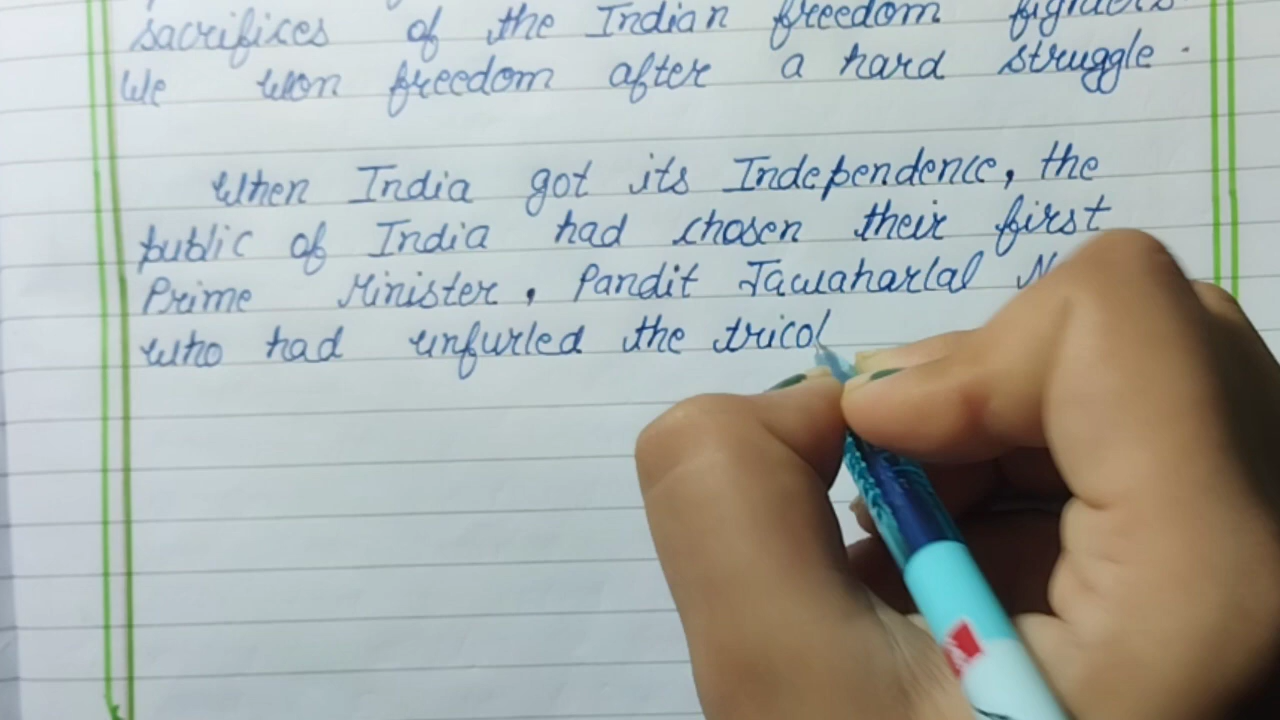 sacrifices of the Indian freedom fighters
We won freedom after a hard struggle.
When India got its Independence, the
public of India had chosen their first
Prime Minister, Pandit Jawaharlal
who had unfurled the tricol